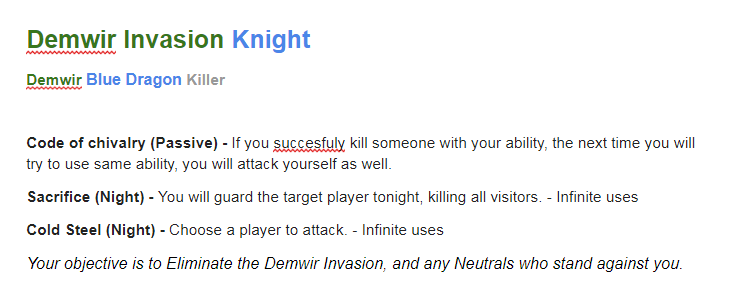 Demwir Invasion Knight
Demwir Blue Dragon Killer
Code of chivalry (Passive) - If you succesfuly kill someone with your ability, the next time you will
try to use same ability, you will attack yourself as well.
Sacrifice (Night) - You will guard the target player tonight, killing all visitors. - Infinite uses
Cold Steel (Night) - Choose a player to attack. - Infinite uses
Your objective is to Eliminate the Demwir Invasion, and any Neutrals who stand against you.